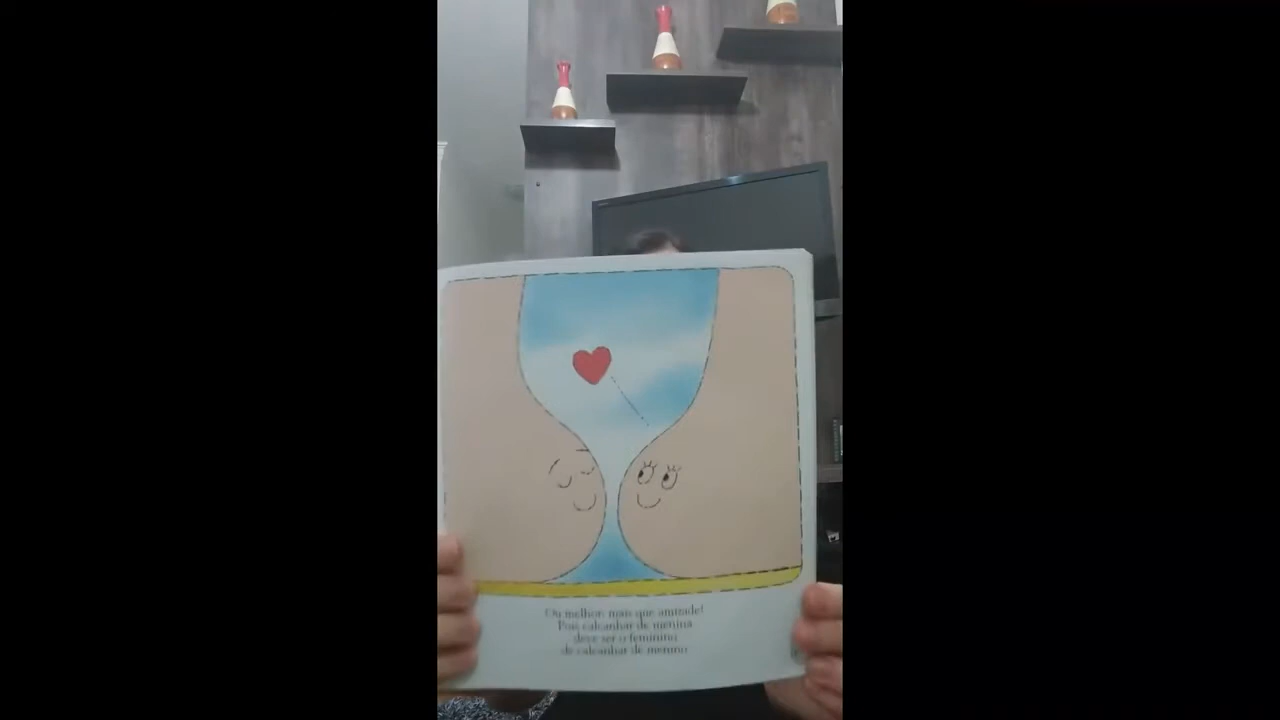 Ou melhor: mais que amizade!
Pois calcanhar de menina
deve ser o feminino
de calcanhar de menino